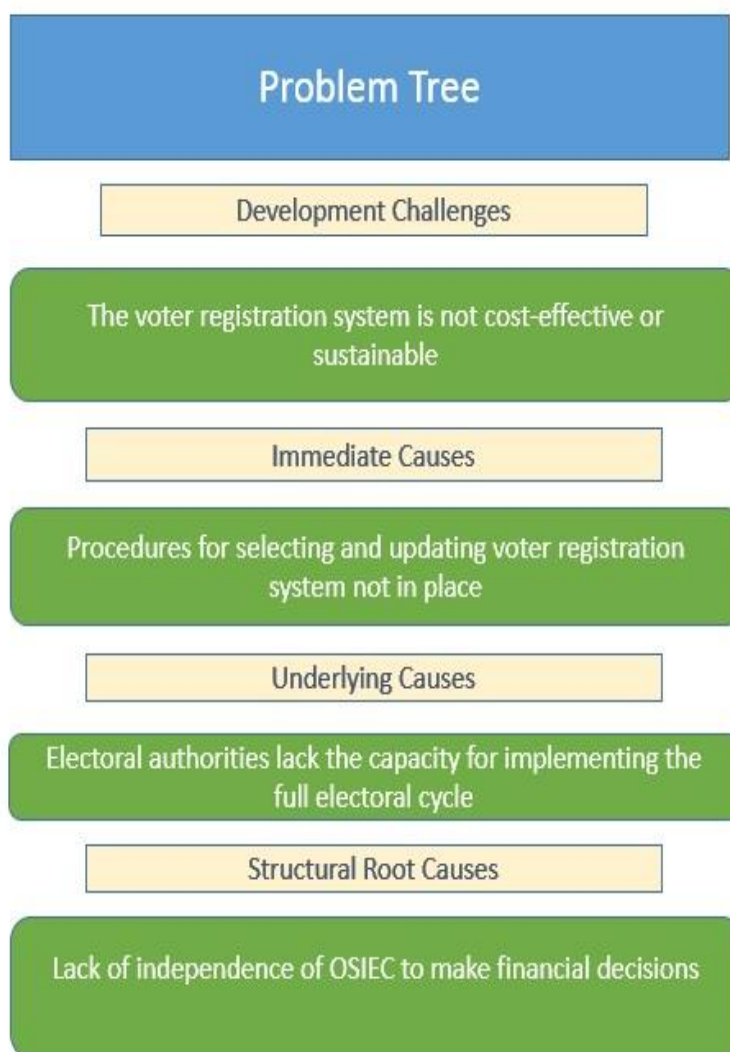 Problem Tree
Development Challenges
The voter registration system is not cost-effective or
sustainable
Immediate Causes
Procedures for selecting and updating voter registration
system not in place
Underlying Causes
Electoral authorities lack the capacity for implementing the
full electoral cycle
Structural Root Causes
Lack of independence of OSIEC to make financial decisions